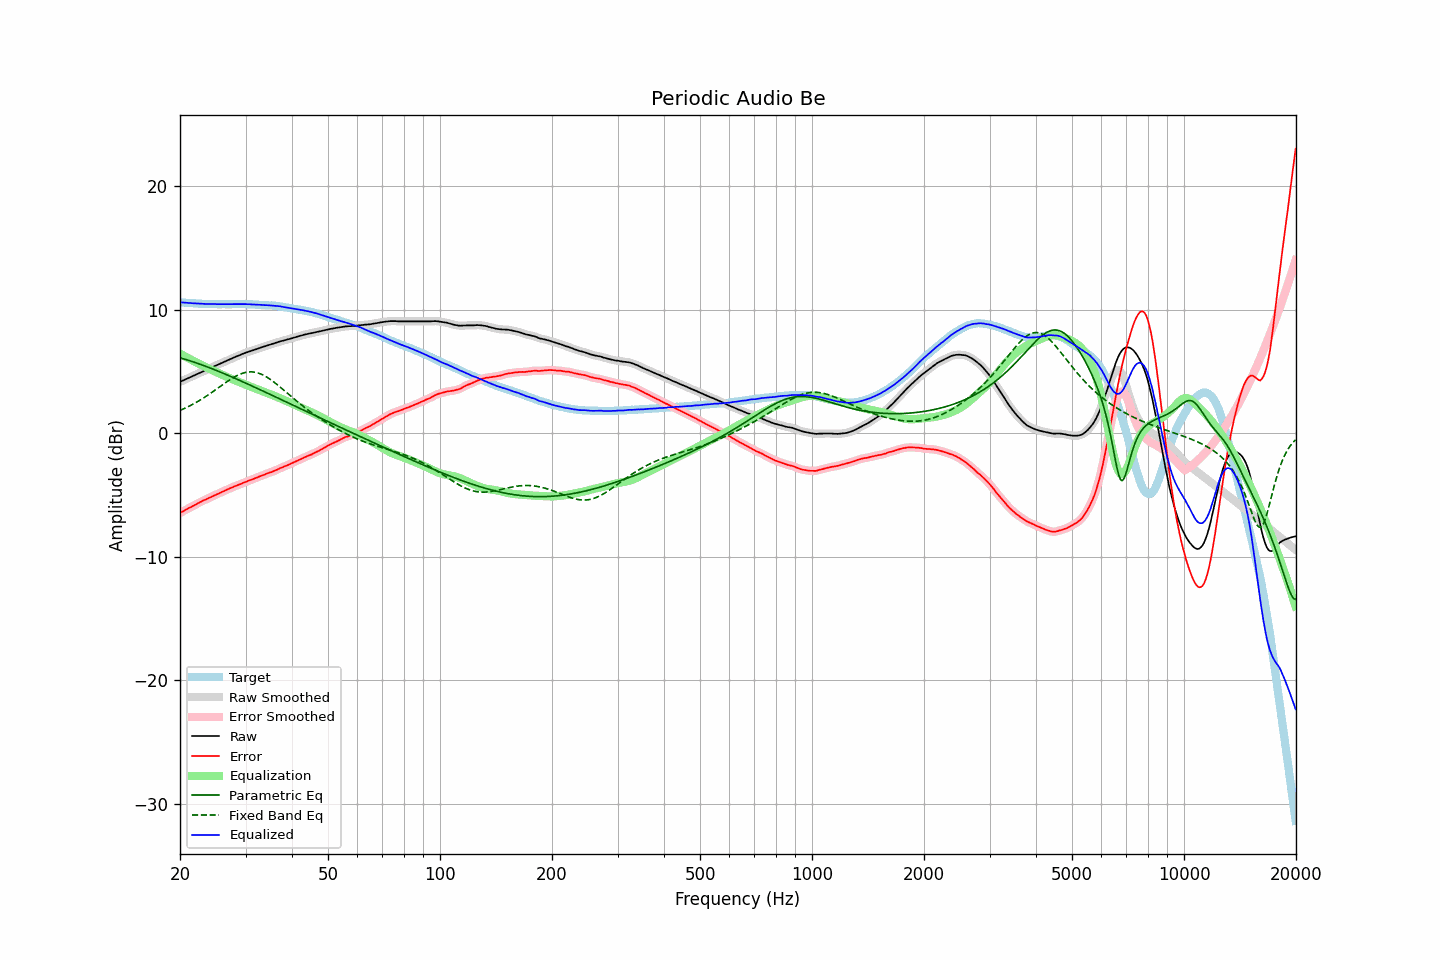 Periodic Audio Be
Amplitude (dBr)
20
10
0
−10
−20
−30
Target
Raw Smoothed
Error Smoothed
Raw
Error
Equalization
Parametric Eq
Fixed Band Eq
Equalized
20 50 100 200 500 1000 2000 5000 10000 20000
Frequency (Hz)